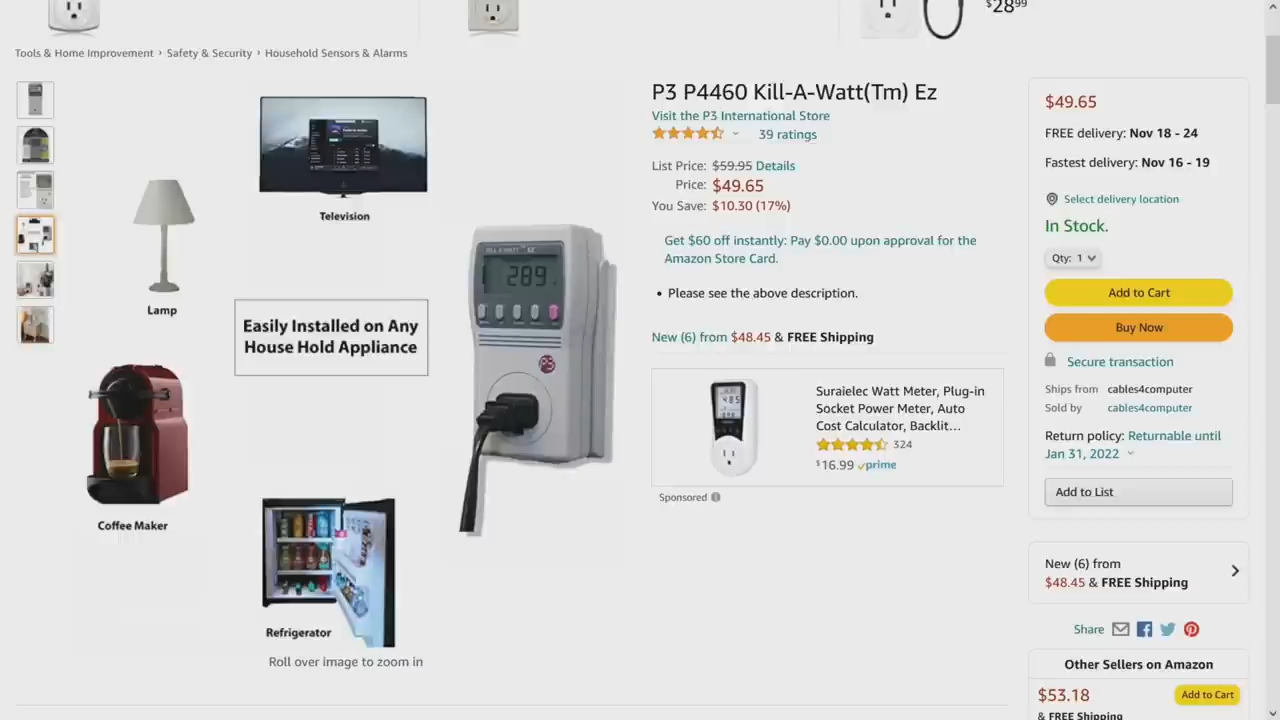 $28⁹⁹
Tools & Home Improvement › Safety & Security › Household Sensors & Alarms
Television
Lamp
Easily Installed on Any
House Hold Appliance
Coffee Maker
Refrigerator
Roll over image to zoom in
KILL A WATT EZ
289
P3
P3 P4460 Kill-A-Watt(Tm) Ez
Visit the P3 International Store
39 ratings
List Price: $59.95 Details
Price: $49.65
You Save: $10.30 (17%)
Get $60 off instantly: Pay $0.00 upon approval for the
Amazon Store Card.
• Please see the above description.
New (6) from $48.45 & FREE Shipping
Suraielec Watt Meter, Plug-in
Socket Power Meter, Auto
Cost Calculator, Backlit...
324
$16.99 prime
Sponsored
$49.65
FREE delivery: Nov 18 - 24
Fastest delivery: Nov 16 - 19
Select delivery location
In Stock.
Qty: 1
Add to Cart
Buy Now
Secure transaction
Ships from cables4computer
Sold by cables4computer
Return policy: Returnable until
Jan 31, 2022
Add to List
New (6) from
$48.45 & FREE Shipping
Share
Other Sellers on Amazon
$53.18
Add to Cart
& FREE Shipping